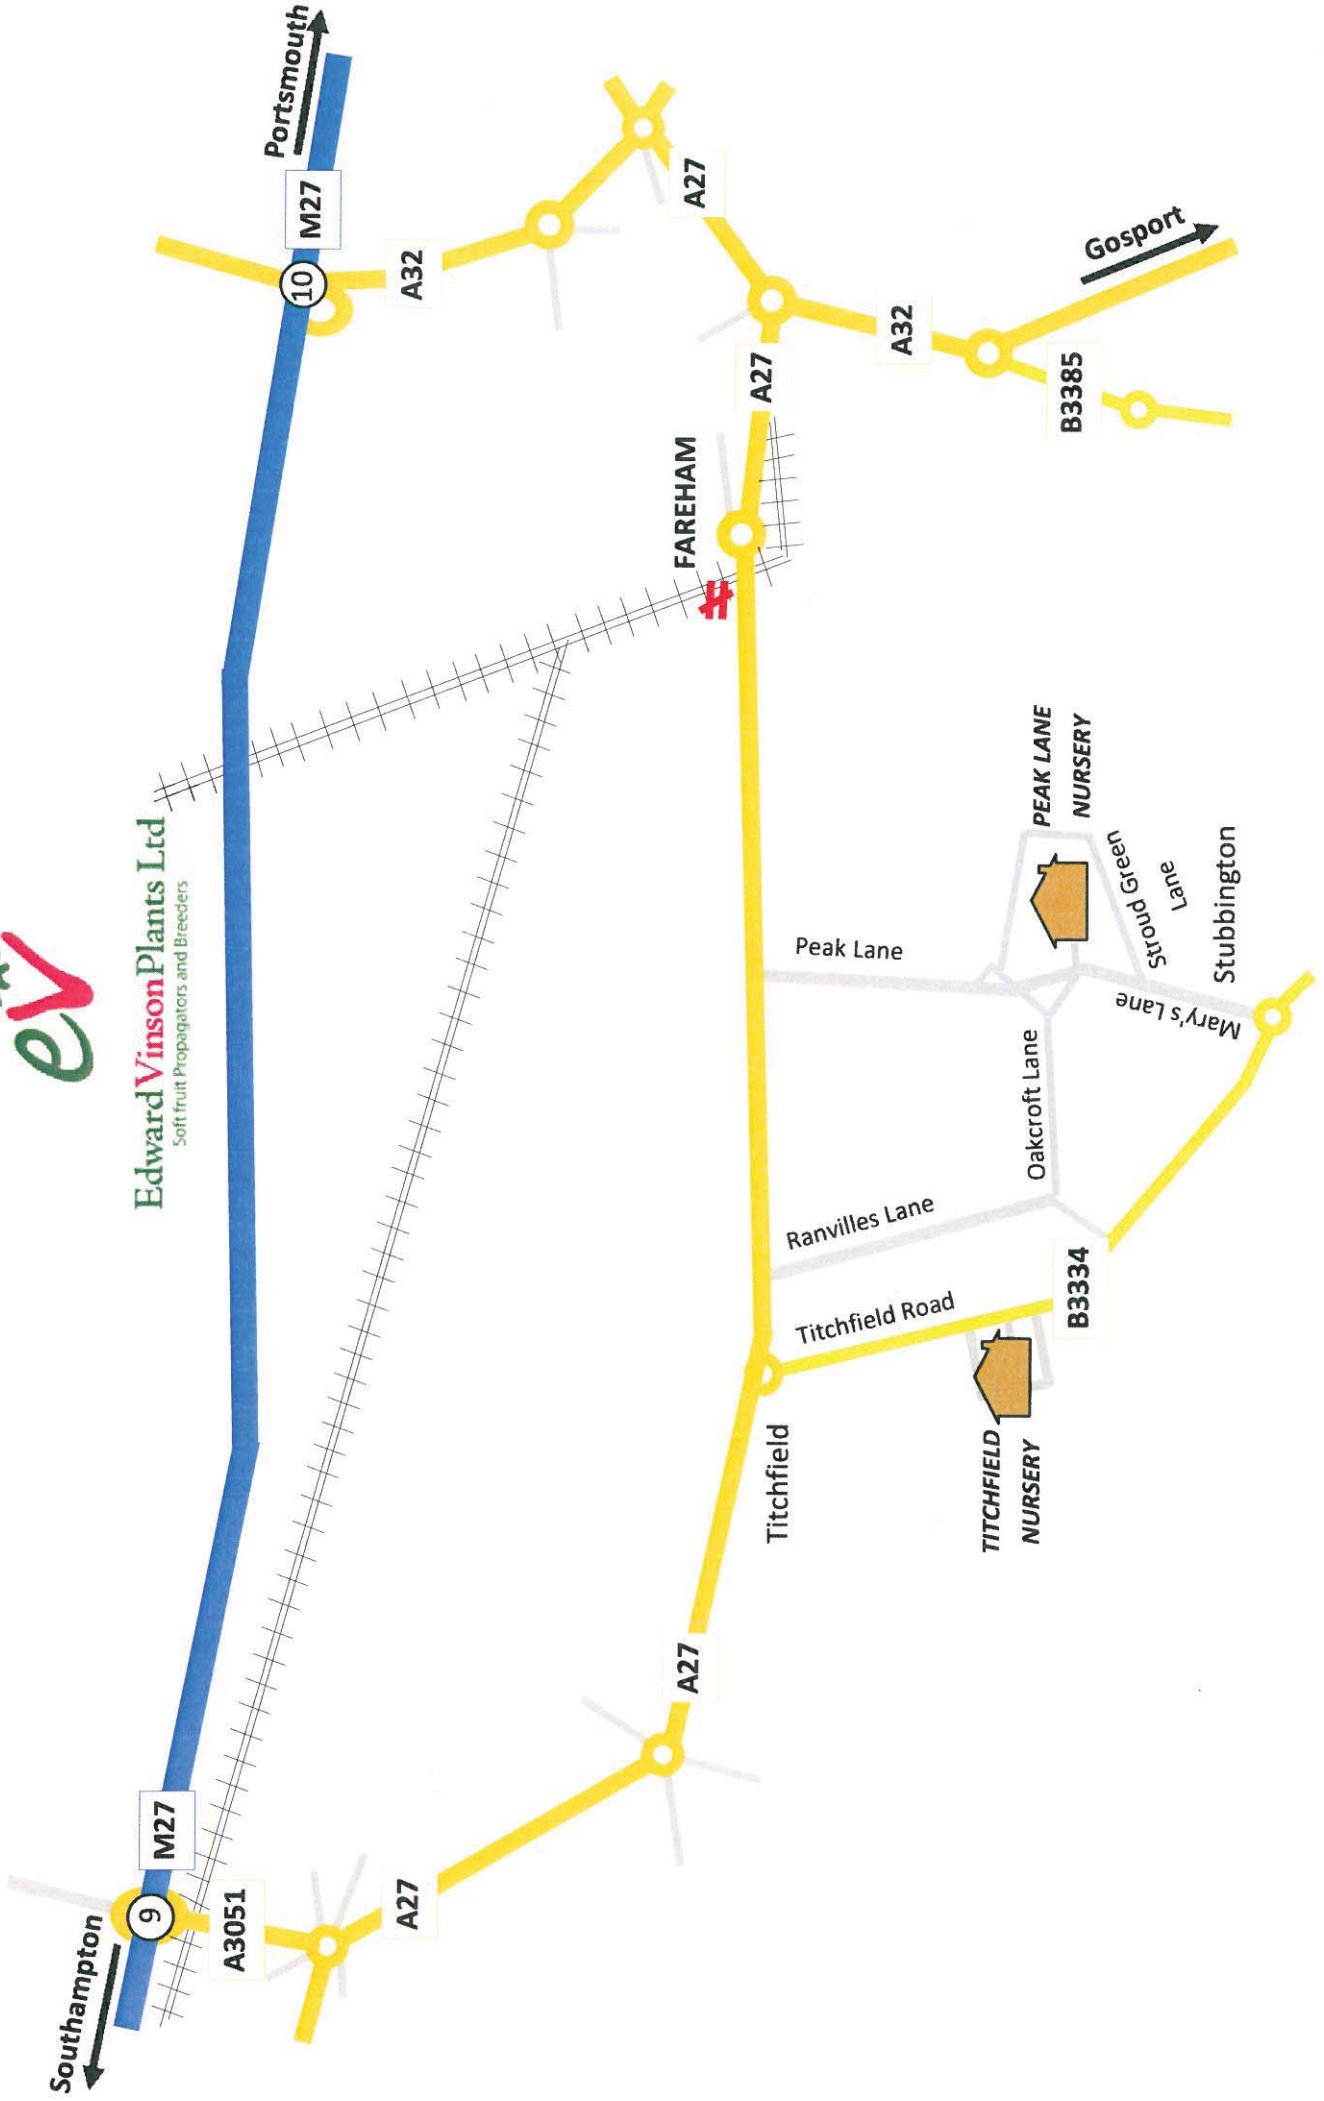 ev
Edward Vinson Plants Ltd
Soft fruit Propagators and Breeders
Southampton
Portsmouth
9
M27
10
M27
A3051
A32
A27
A27
A27
FAREHAM
A27
A32
Gosport
B3385
Titchfield
Titchfield Road
Ranvilles Lane
Peak Lane
TITCHFIELD
NURSERY
B3334
Oakcroft Lane
PEAK LANE
NURSERY
Mary's Lane
Stroud Green
Lane
Stubbington